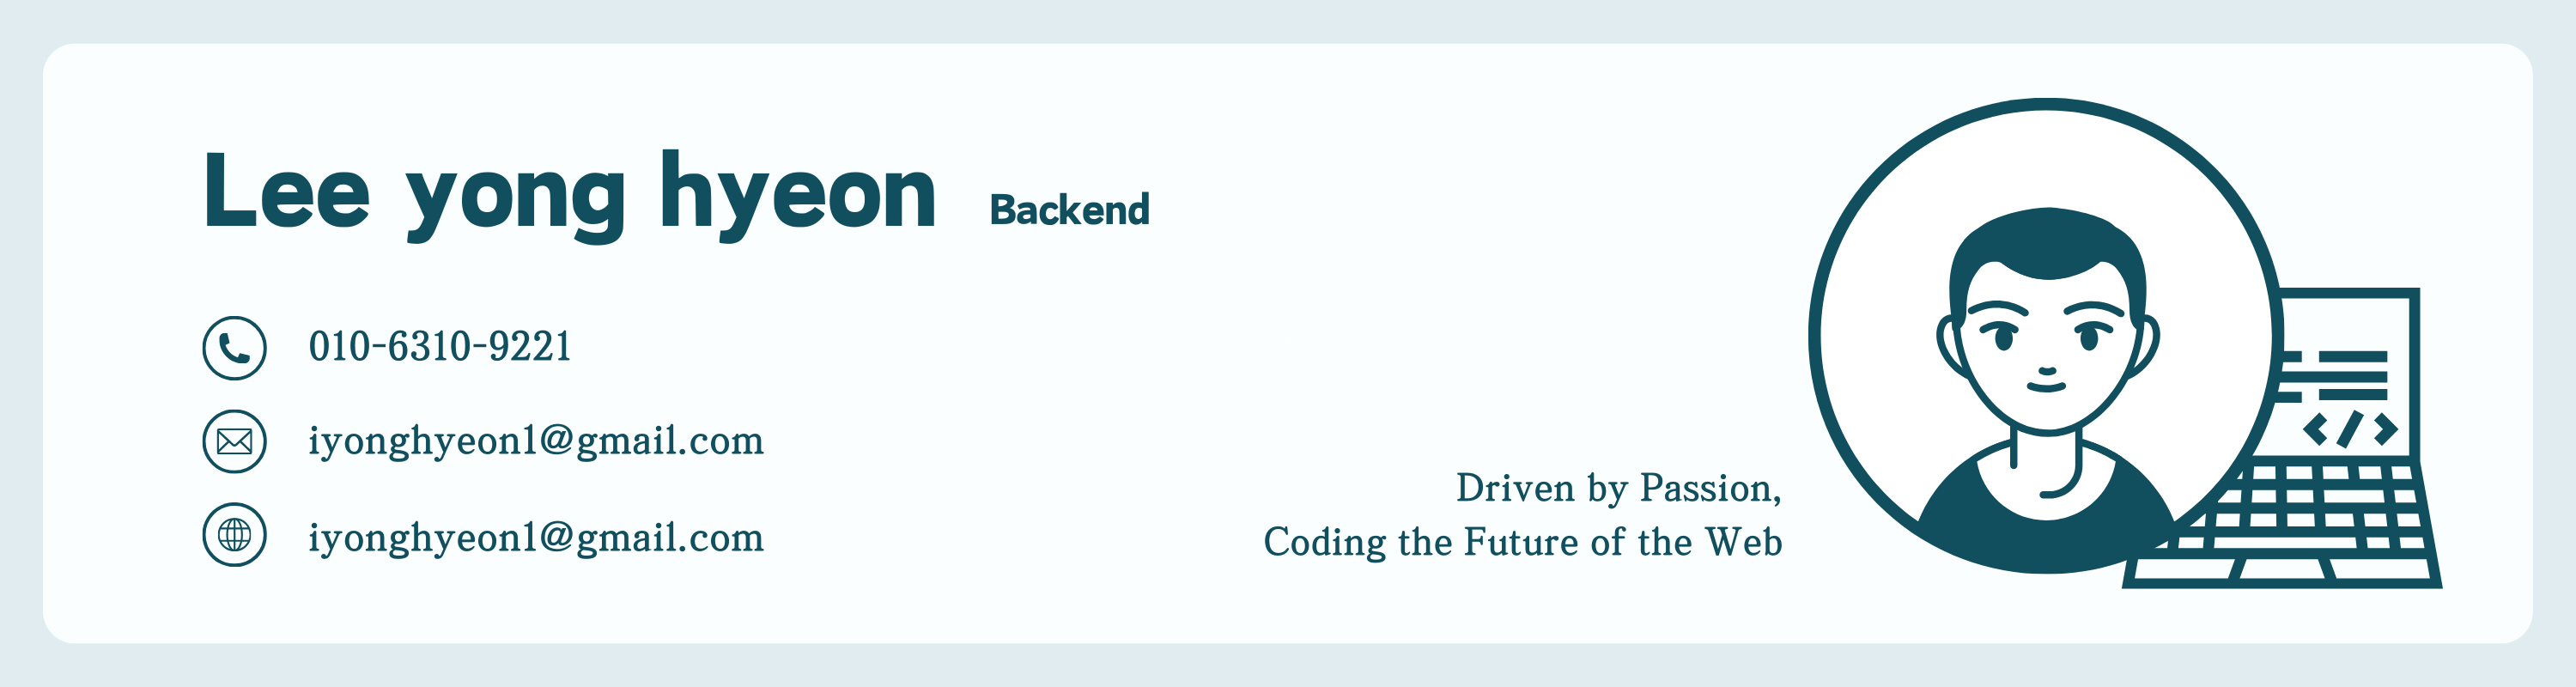 Lee yong hyeon Backend
010-6310-9221
iyonghyeon1@gmail.com
iyonghyeon1@gmail.com
Driven by Passion,
Coding the Future of the Web
</>